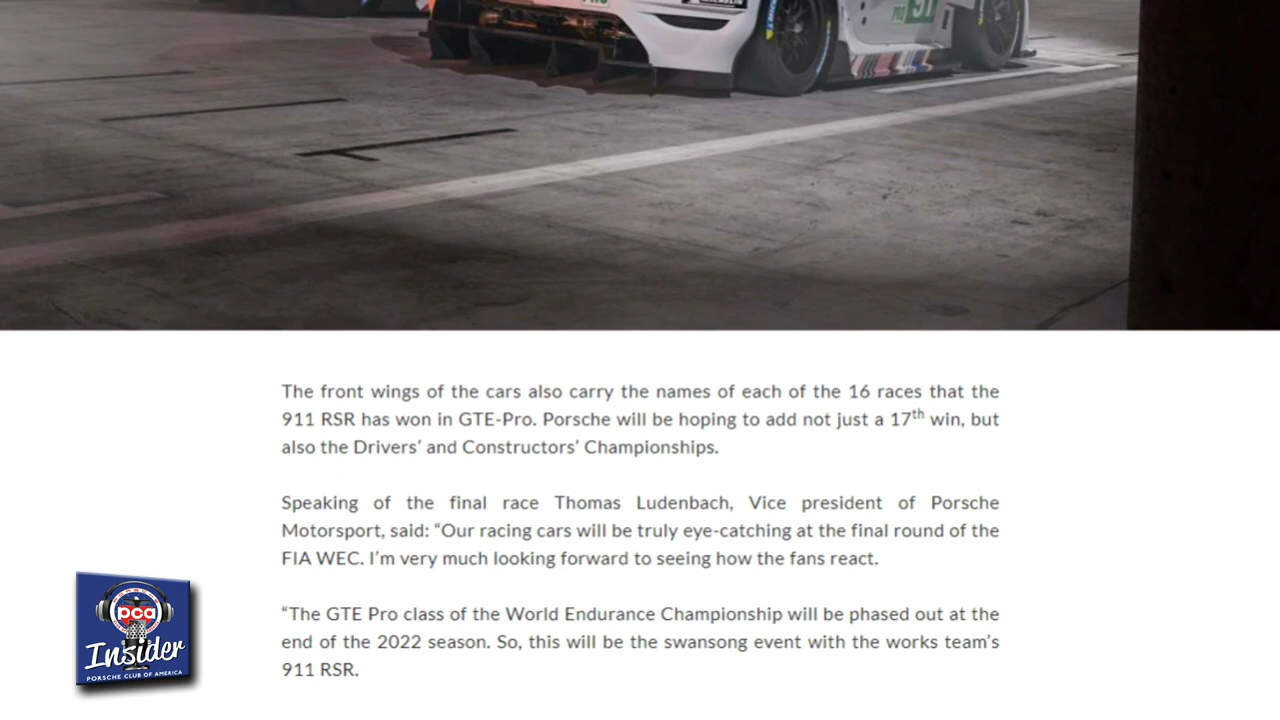 PRO
MICHELIN
PRO 91
The front wings of the cars also carry the names of each of the 16 races that the
911 RSR has won in GTE-Pro. Porsche will be hoping to add not just a 17th win, but
also the Drivers’ and Constructors’ Championships.
Speaking of the final race Thomas Ludenbach, Vice president of Porsche
Motorsport, said: “Our racing cars will be truly eye-catching at the final round of the
FIA WEC. I’m very much looking forward to seeing how the fans react.
“The GTE Pro class of the World Endurance Championship will be phased out at the
end of the 2022 season. So, this will be the swansong event with the works team’s
911 RSR.
PORSCHE
pca
Insider
PORSCHE CLUB OF AMERICA